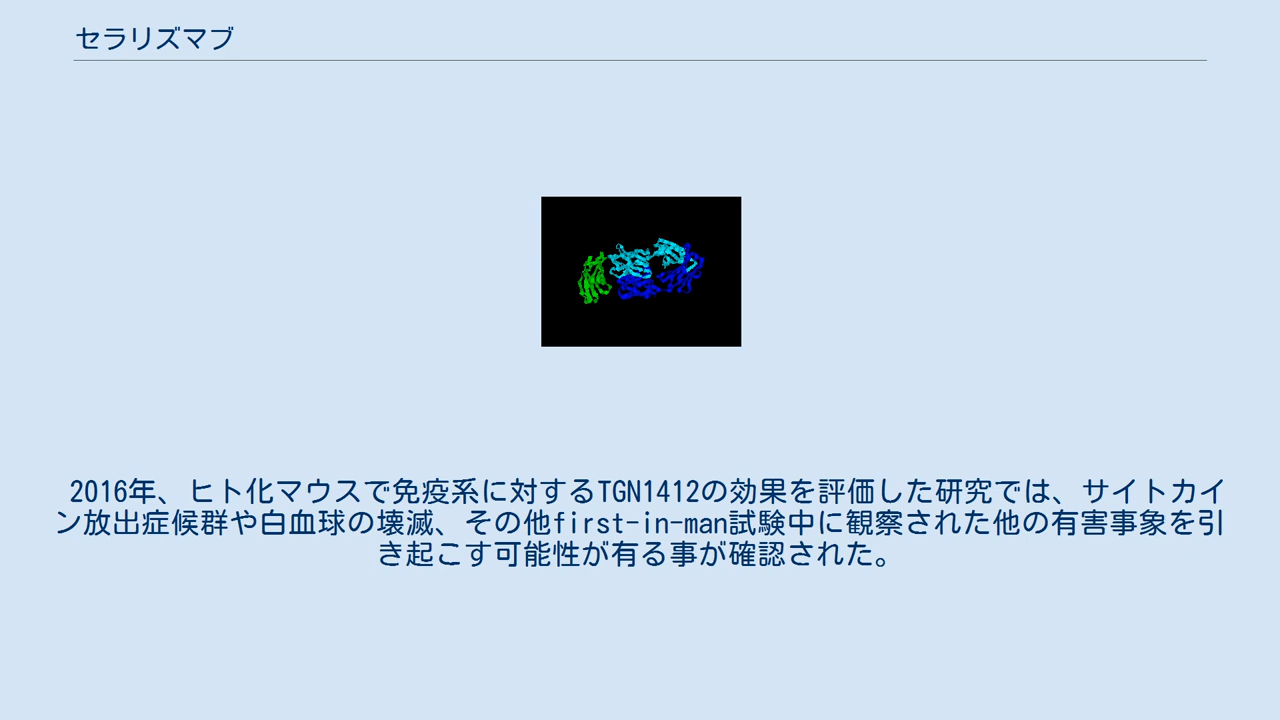 セラリズマブ
2016年、ヒト化マウスで免疫系に対するTGN1412の効果を評価した研究では、サイトカイ
ン放出症候群や白血球の壊滅、その他first-in-man試験中に観察された他の有害事象を引
き起こす可能性が有る事が確認された。